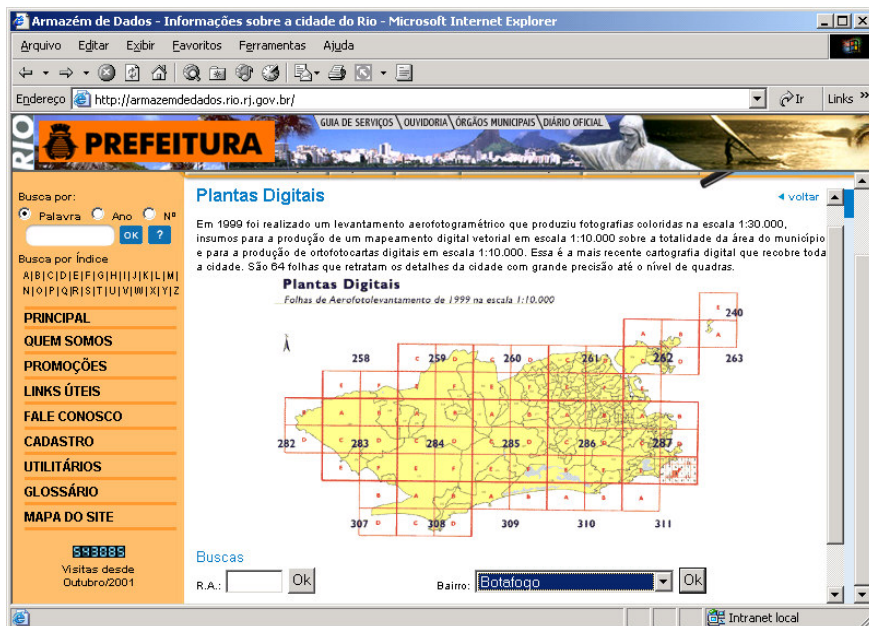 Armazém de Dados - Informações sobre a cidade do Rio - Microsoft Internet Explorer
Arquivo Editar Exibir Favoritos Ferramentas Ajuda
Endereço http://armazemdedados.rio.rj.gov.br/ Ir Links »
RIO PREFEITURA GUIA DE SERVIÇOS \ OUVIDORIA \ ÓRGÃOS MUNICIPAIS \ DIÁRIO OFICIAL
Busca por:
Palavra Ano Nº
OK ?
Busca por Índice
A|B|C|D|E|F|G|H|I|J|K|L|M|
N|O|P|Q|R|S|T|U|V|W|X|Y|Z
PRINCIPAL
QUEM SOMOS
PROMOÇÕES
LINKS ÚTEIS
FALE CONOSCO
CADASTRO
UTILITÁRIOS
GLOSSÁRIO
MAPA DO SITE
543885
Visitas desde
Outubro/2001
Plantas Digitais
voltar
Em 1999 foi realizado um levantamento aerofotogramétrico que produziu fotografias coloridas na escala 1:30.000,
insumos para a produção de um mapeamento digital vetorial em escala 1:10.000 sobre a totalidade da área do município
e para a produção de ortofotocartas digitais em escala 1:10.000. Essa é a mais recente cartografia digital que recobre toda
a cidade. São 64 folhas que retratam os detalhes da cidade com grande precisão até o nível de quadras.
Plantas Digitais
Folhas de Aerofotolevantamento de 1999 na escala 1:10.000
240
258 259 260 261 262 263
282 283 284 285 286 287
307 308 309 310 311
Buscas
R.A.: Ok Bairro: Botafogo Ok
Intranet local